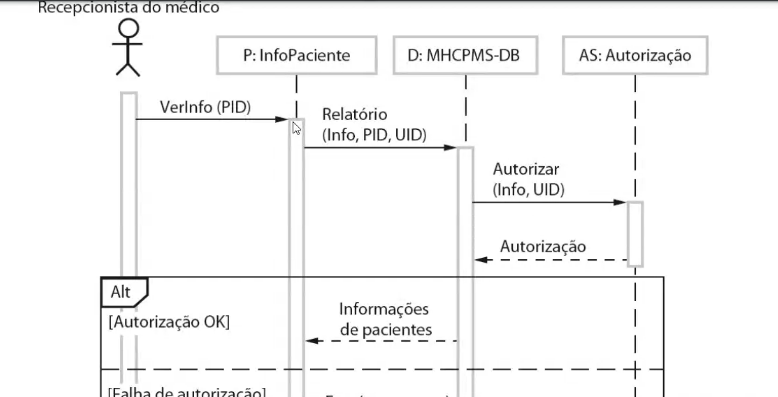 Recepcionista do médico
P: InfoPaciente
D: MHCPMS-DB
AS: Autorização
VerInfo (PID)
Relatório
(Info, PID, UID)
Autorizar
(Info, UID)
Autorização
Alt
[Autorização OK]
Informações
de pacientes
[Falha de autorização]